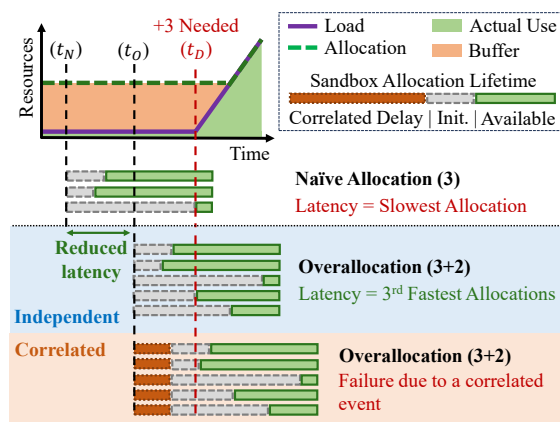 +3 Needed
(t_N)
(t_O)
(t_D)
Resources
Time
Load
Allocation
Actual Use
Buffer
Sandbox Allocation Lifetime
Correlated Delay | Init. | Available
Naïve Allocation (3)
Latency = Slowest Allocation
Reduced
latency
Overallocation (3+2)
Latency = 3rd Fastest Allocations
Independent
Correlated
Overallocation (3+2)
Failure due to a correlated
event